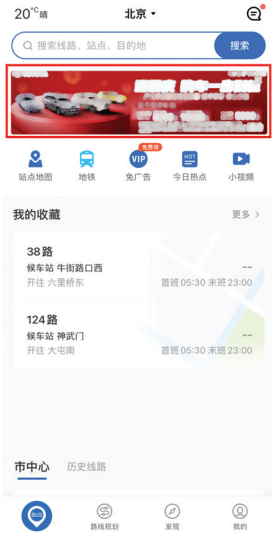 20°C晴
北京
搜索线路、站点、目的地
搜索
免费领
VIP
HOT
站点地图
地铁
免广告
今日热点
小视频
我的收藏
更多 >
38路
候车站 牛街路口西
--
开往 六里桥东
首班 05:30 末班 23:00
124路
候车站 神武门
--
开往 大屯南
首班 05:30 末班 23:00
市中心
历史线路
BUS
路线规划
发现
我的